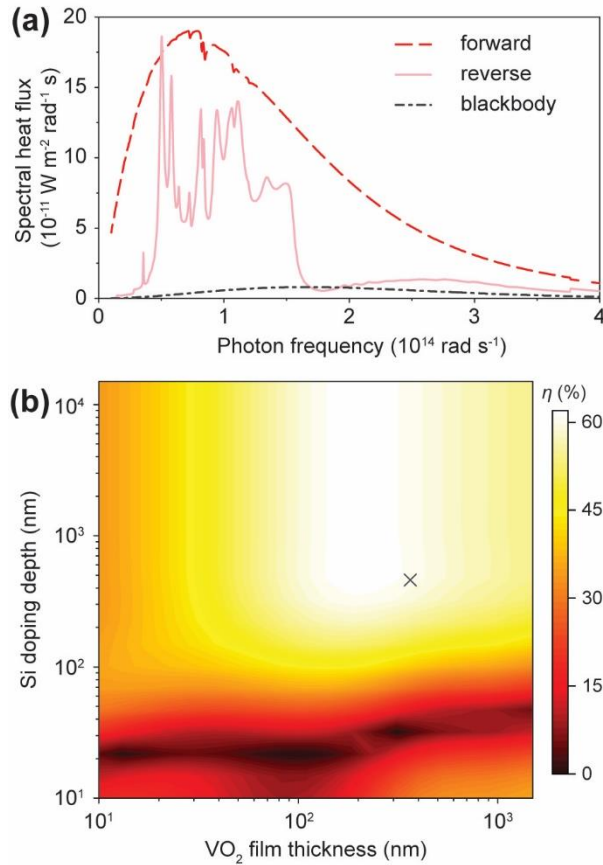 (a)
20
15
10
5
0
Spectral heat flux
(10⁻¹¹ W m⁻² rad⁻¹ s)
forward
reverse
blackbody
0 1 2 3 4
Photon frequency (10¹⁴ rad s⁻¹)
(b)
η (%)
10⁴
10³
10²
10¹
Si doping depth (nm)
60
45
30
15
0
10¹ 10² 10³
VO₂ film thickness (nm)